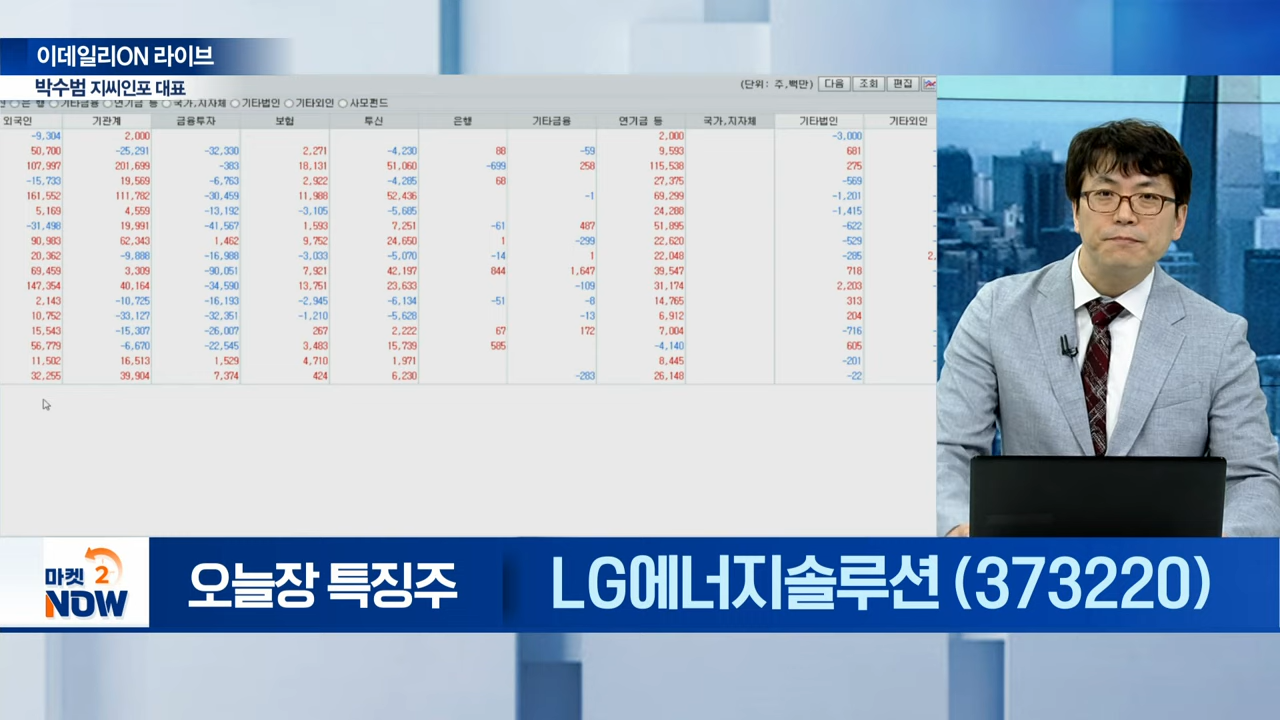 이데일리ON 라이브
박수범 지씨인포 대표
(단위: 주,백만) 다음 조회 편집
은 행 기타금융 연기금 등 국가.지자체 기타법인 기타외인 사모펀드
외국인 기관계 금융투자 보험 투신 은행 기타금융 연기금 등 국가.지자체 기타법인 기타외인
-9,304 2,000 2,000 -3,000
50,700 -25,291 -32,330 2,271 -4,230 88 -59 9,593 681
107,997 201,699 -383 18,131 51,060 -699 258 115,538 275
-15,733 19,569 -6,763 2,922 -4,285 68 27,375 -569
161,552 111,782 -30,459 11,988 52,436 -1 69,299 -1,201
5,169 4,559 -13,192 -3,105 -5,685 24,288 -1,415
-31,498 19,991 -41,567 1,593 7,251 -61 487 51,895 -622
90,983 62,343 1,462 9,752 24,650 1 -299 22,620 -529
20,362 -9,888 -16,988 -3,033 -5,070 -14 1 22,048 -285 2,
69,459 3,309 -90,051 7,921 42,197 844 1,647 39,547 718
147,354 40,164 -34,590 13,751 23,633 -109 31,174 2,203
2,143 -10,725 -16,193 -2,945 -6,134 -51 -8 14,765 313
10,752 -33,127 -32,351 -1,210 -5,628 -13 6,912 204
15,543 -15,307 -26,007 267 2,222 67 172 7,004 -716
56,779 -6,670 -22,545 3,483 15,739 585 -4,140 605
11,502 16,513 1,529 4,710 1,971 8,445 -201
32,255 39,904 7,374 424 6,230 -283 26,148 -22
마켓 2
NOW
오늘장 특징주
LG에너지솔루션 (373220)